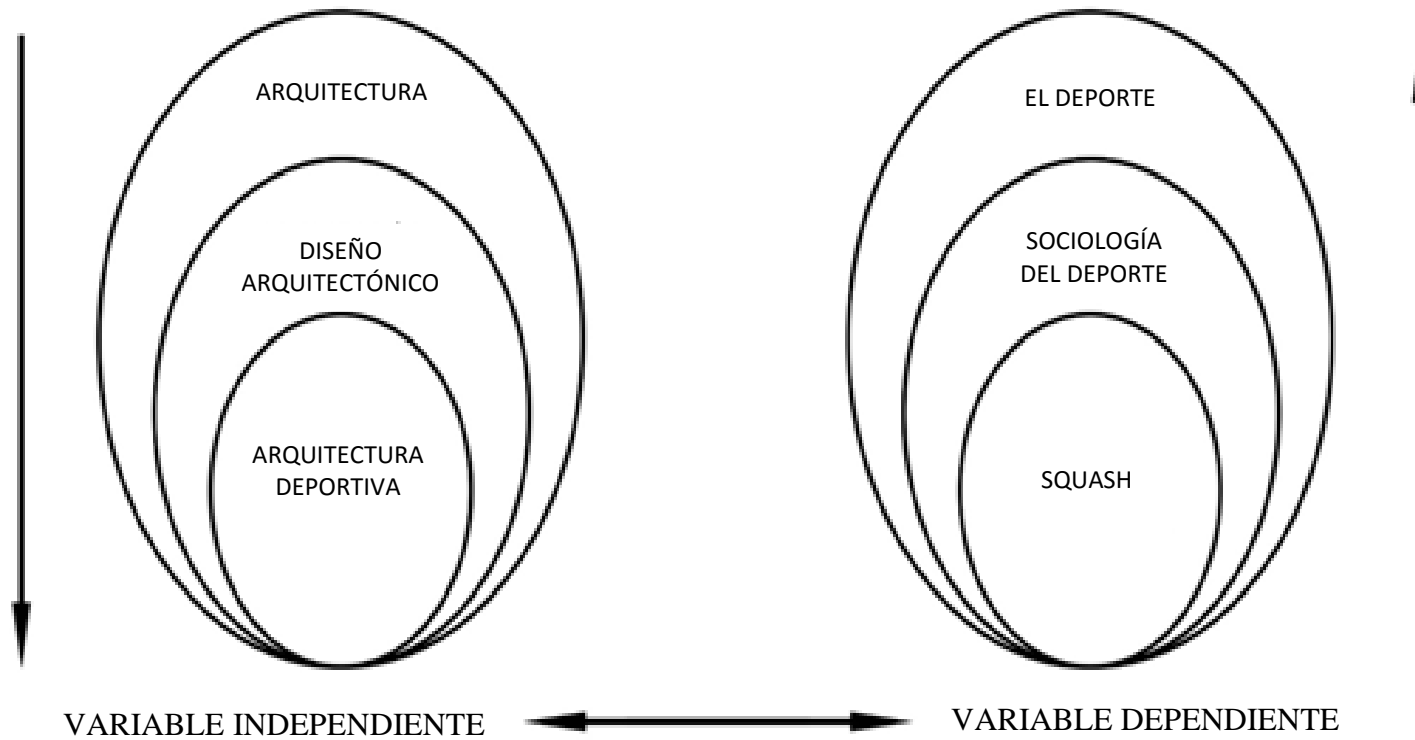 ARQUITECTURA
DISEÑO
ARQUITECTÓNICO
ARQUITECTURA
DEPORTIVA
VARIABLE INDEPENDIENTE
EL DEPORTE
SOCIOLOGÍA
DEL DEPORTE
SQUASH
VARIABLE DEPENDIENTE